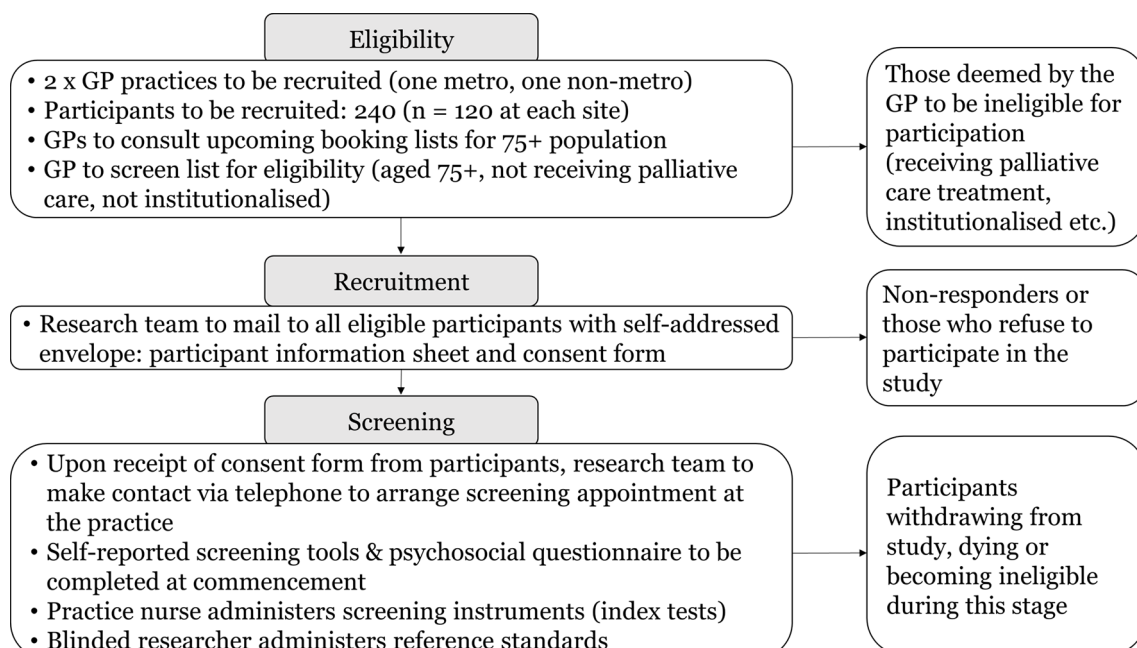 Eligibility
• 2 x GP practices to be recruited (one metro, one non-metro)
• Participants to be recruited: 240 (n = 120 at each site)
• GPs to consult upcoming booking lists for 75+ population
• GP to screen list for eligibility (aged 75+, not receiving palliative
care, not institutionalised)
Those deemed by the
GP to be ineligible for
participation
(receiving palliative
care treatment,
institutionalised etc.)
Recruitment
• Research team to mail to all eligible participants with self-addressed
envelope: participant information sheet and consent form
Non-responders or
those who refuse to
participate in the
study
Screening
• Upon receipt of consent form from participants, research team to
make contact via telephone to arrange screening appointment at
the practice
• Self-reported screening tools & psychosocial questionnaire to be
completed at commencement
• Practice nurse administers screening instruments (index tests)
• Blinded researcher administers reference standards
Participants
withdrawing from
study, dying or
becoming ineligible
during this stage